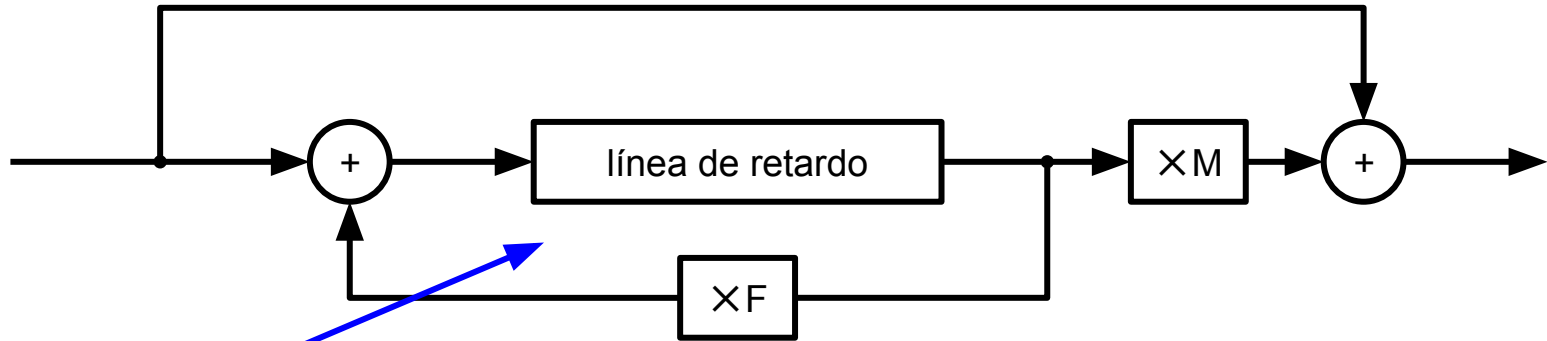 +
línea de retardo
×M
+
×F